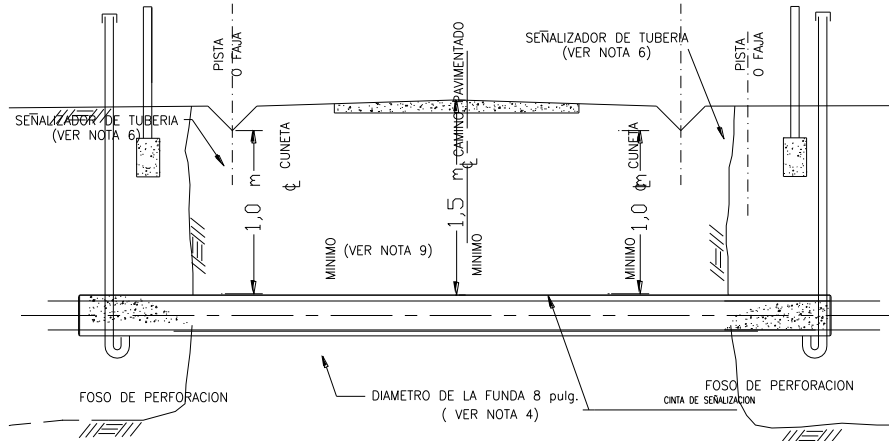 PISTA
O FAJA
SEÑALIZADOR DE TUBERIA
(VER NOTA 6)
PISTA
O FAJA
SEÑALIZADOR DE TUBERIA
(VER NOTA 6)
℄ CUNETA
1,0 m
MINIMO
℄ CAMINO PAVIMENTADO
1,5 m
MINIMO
(VER NOTA 9)
℄ CUNETA
1,0 m
MINIMO
FOSO DE PERFORACION
DIAMETRO DE LA FUNDA 8 pulg.
( VER NOTA 4)
FOSO DE PERFORACION
CINTA DE SEÑALIZACION